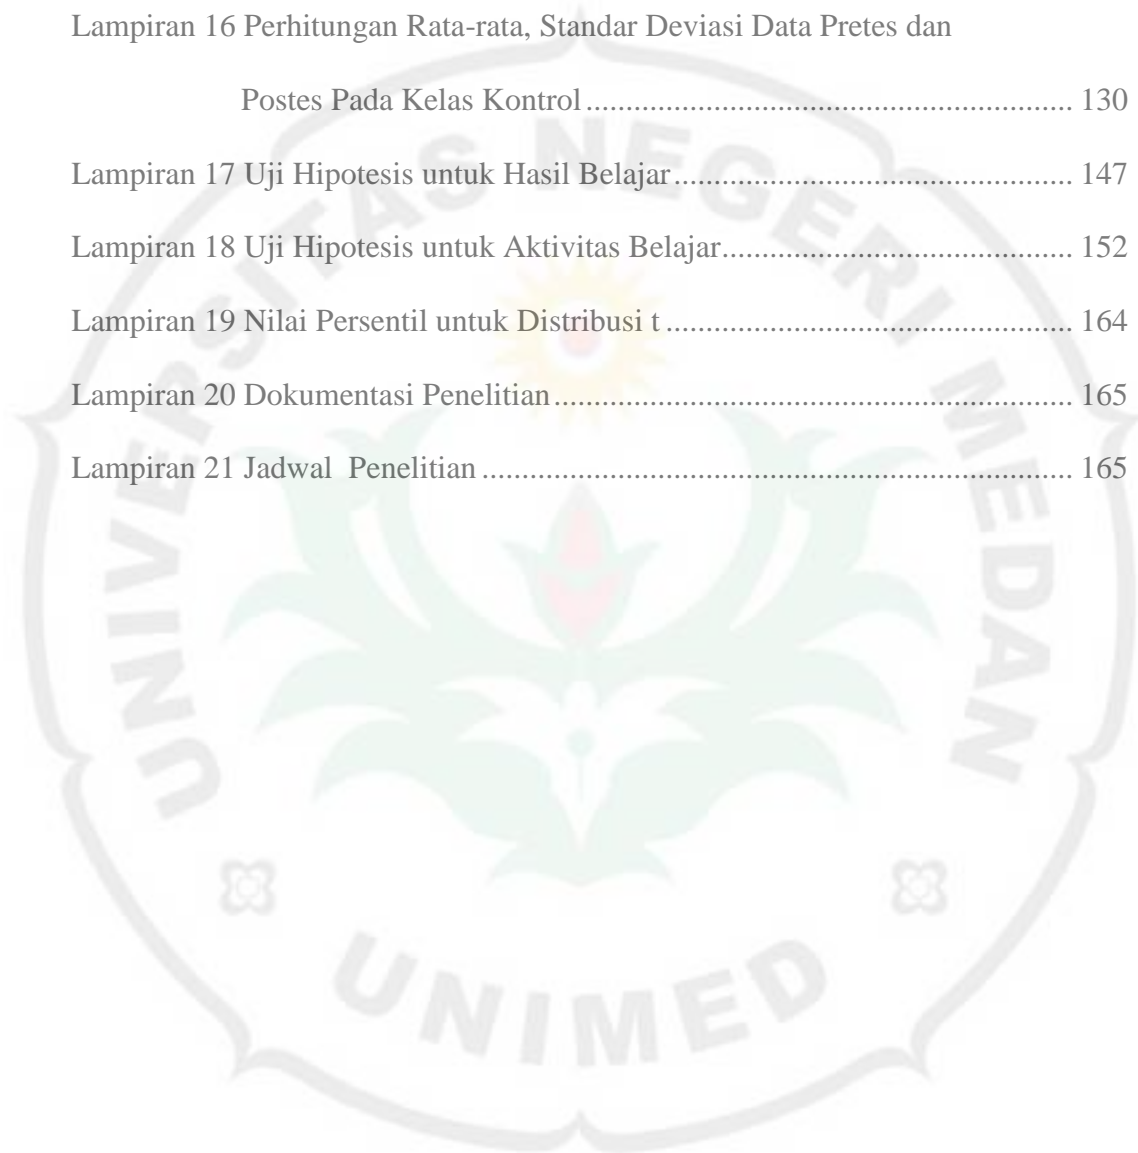 Lampiran 16 Perhitungan Rata-rata, Standar Deviasi Data Pretes dan
Postes Pada Kelas Kontrol ........................................................... 130
Lampiran 17 Uji Hipotesis untuk Hasil Belajar ................................................ 147
Lampiran 18 Uji Hipotesis untuk Aktivitas Belajar .......................................... 152
Lampiran 19 Nilai Persentil untuk Distribusi t ................................................. 164
Lampiran 20 Dokumentasi Penelitian ............................................................... 165
Lampiran 21 Jadwal  Penelitian ........................................................................ 165
UNIVERSITAS NEGERI MEDAN
UNIMED